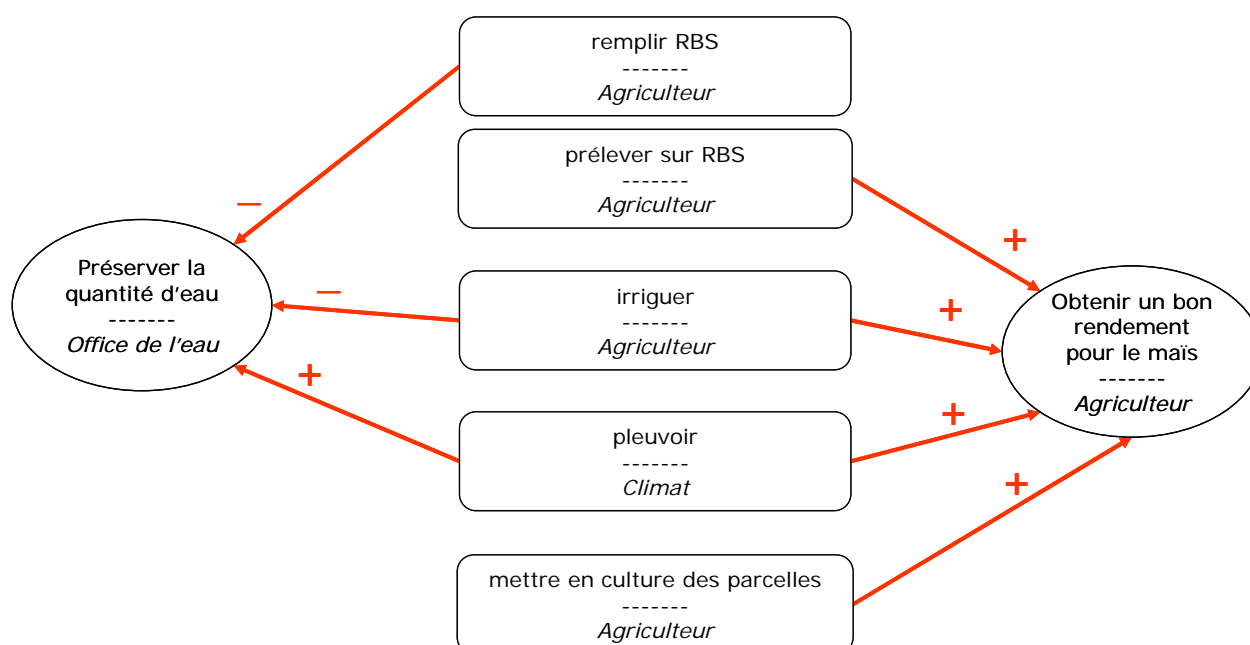 remplir RBS
-------
Agriculteur
prélever sur RBS
-------
Agriculteur
–
+
Préserver la
quantité d'eau
-------
Office de l'eau
–
irriguer
-------
Agriculteur
+
Obtenir un bon
rendement
pour le maïs
-------
Agriculteur
+
pleuvoir
-------
Climat
+
+
mettre en culture des parcelles
-------
Agriculteur